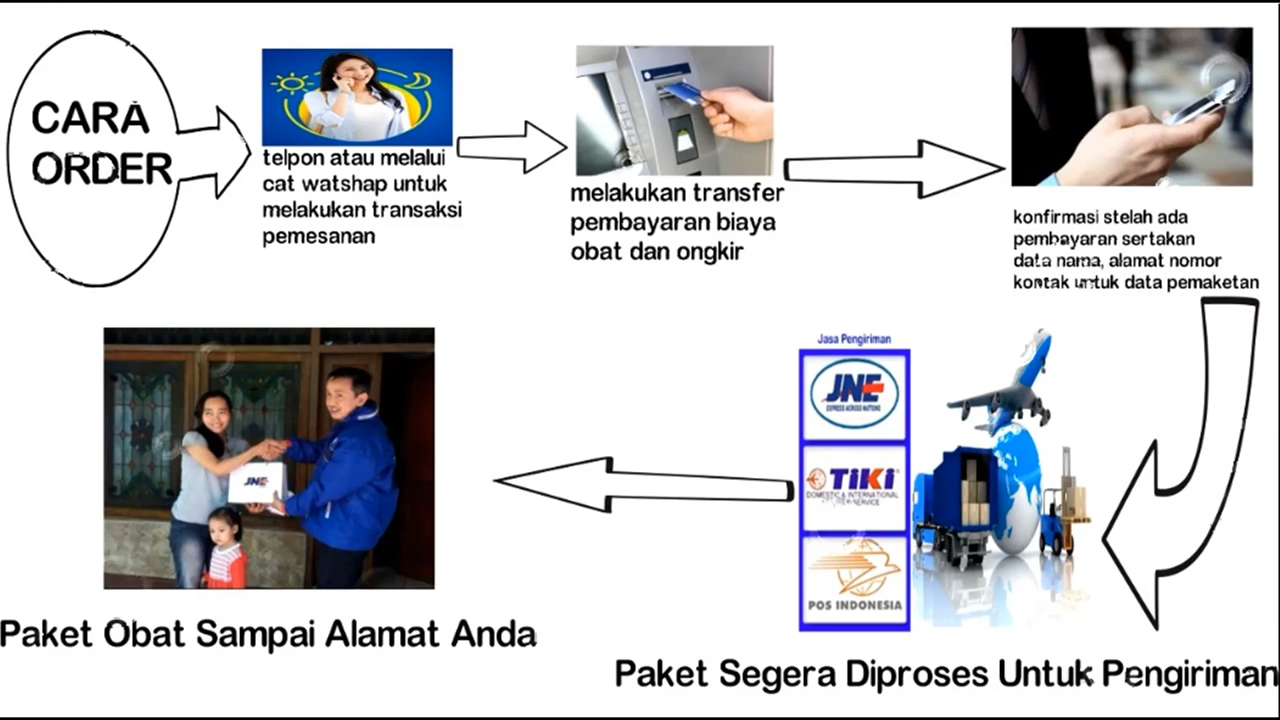 CARA
ORDER
telpon atau melalui
cat watshap untuk
melakukan transaksi
pemesanan
melakukan transfer
pembayaran biaya
obat dan ongkir
konfirmasi stelah ada
pembayaran sertakan
data nama, alamat nomor
kontak untuk data pemaketan
Jasa Pengiriman
JNE
EXPRESS ACROSS NATIONS
TIKI
DOMESTIC & INTERNATIONAL
POS INDONESIA
Paket Segera Diproses Untuk Pengiriman
JNE
Paket Obat Sampai Alamat Anda